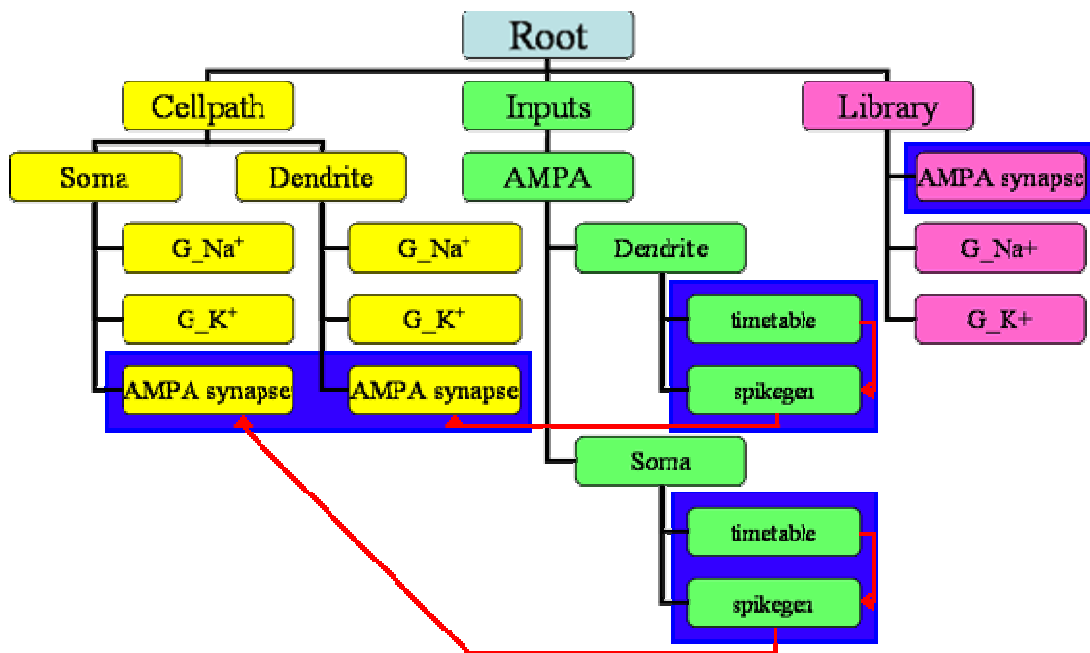 Root
Cellpath
Inputs
Library
Soma
Dendrite
AMPA
AMPA synapse
G_Na⁺
G_Na⁺
Dendrite
G_Na+
G_K⁺
G_K⁺
timetable
G_K+
AMPA synapse
AMPA synapse
spikegen
Soma
timetable
spikegen